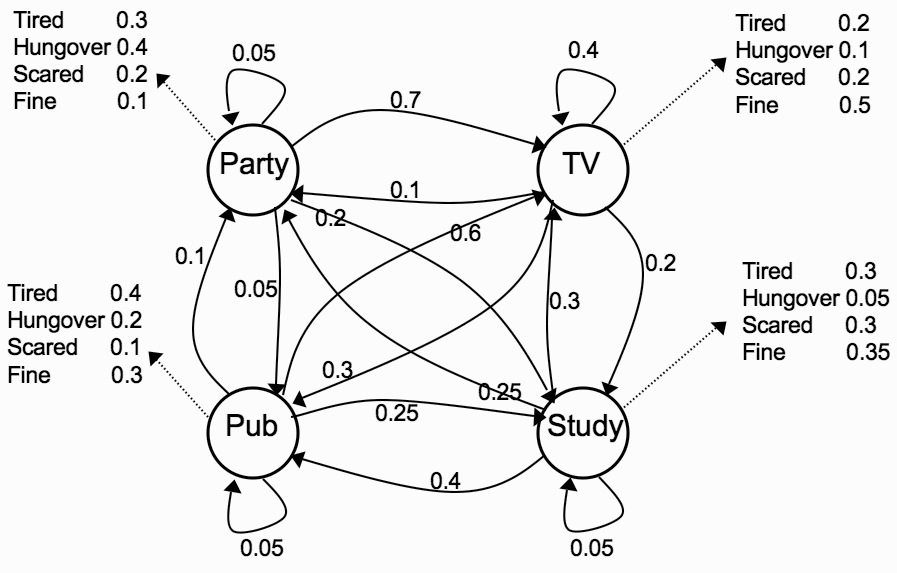 Tired 0.3
Hungover 0.4
Scared 0.2
Fine 0.1
Tired 0.2
Hungover 0.1
Scared 0.2
Fine 0.5
0.05
0.4
0.7
Party
TV
0.1
0.2
0.6
0.1
0.2
0.05
0.3
Tired 0.4
Hungover 0.2
Scared 0.1
Fine 0.3
Tired 0.3
Hungover 0.05
Scared 0.3
Fine 0.35
0.3
0.25
0.25
Pub
Study
0.4
0.05
0.05